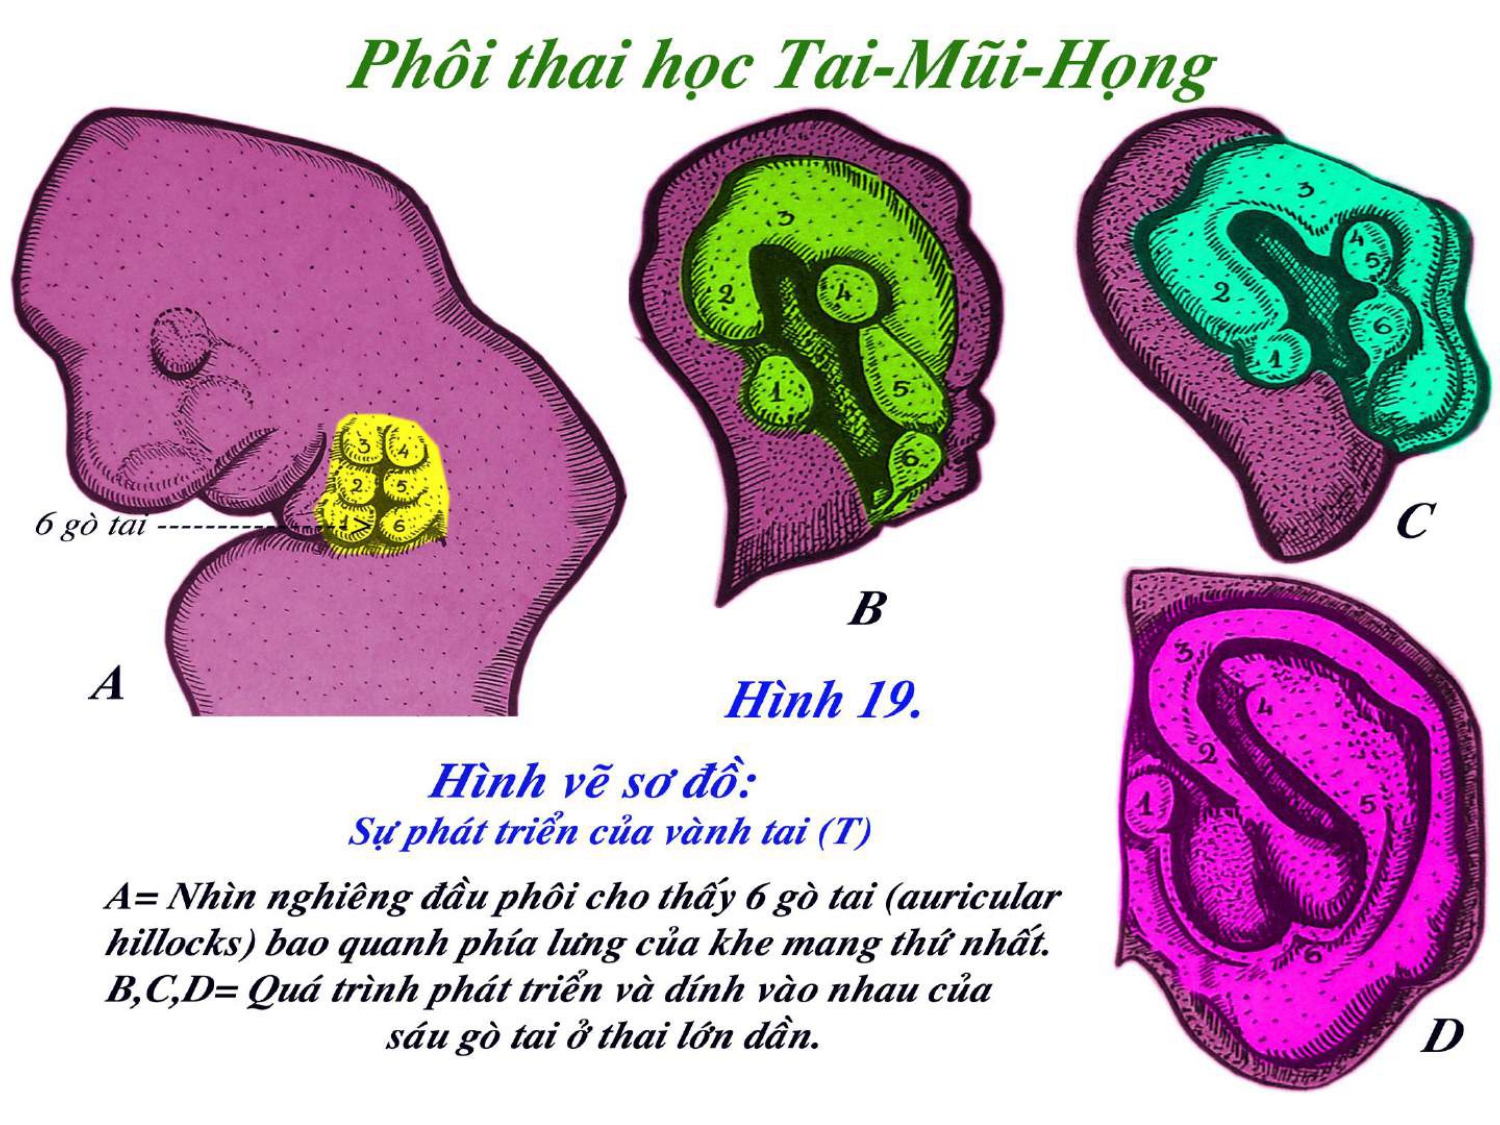 Phôi thai học Tai-Mũi-Họng
3
4
2
5
1
6
6 gò tai ---------------->
A
3
2
4
1
5
6
B
3
4
5
2
6
1
C
3
4
2
1
5
6
D
Hình 19.
Hình vẽ sơ đồ:
Sự phát triển của vành tai (T)
A= Nhìn nghiêng đầu phôi cho thấy 6 gò tai (auricular
hillocks) bao quanh phía lưng của khe mang thứ nhất.
B,C,D= Quá trình phát triển và dính vào nhau của
sáu gò tai ở thai lớn dần.